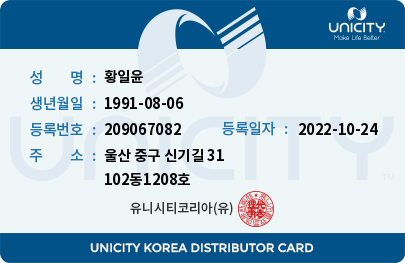 UNICITY
Make Life Better
성 명 : 황일윤
생년월일 : 1991-08-06
등록번호 : 209067082 등록일자 : 2022-10-24
주 소 : 울산 중구 신기길 31
102동1208호
유니시티코리아(유)
UNICITY
TM
UNICITY KOREA DISTRIBUTOR CARD